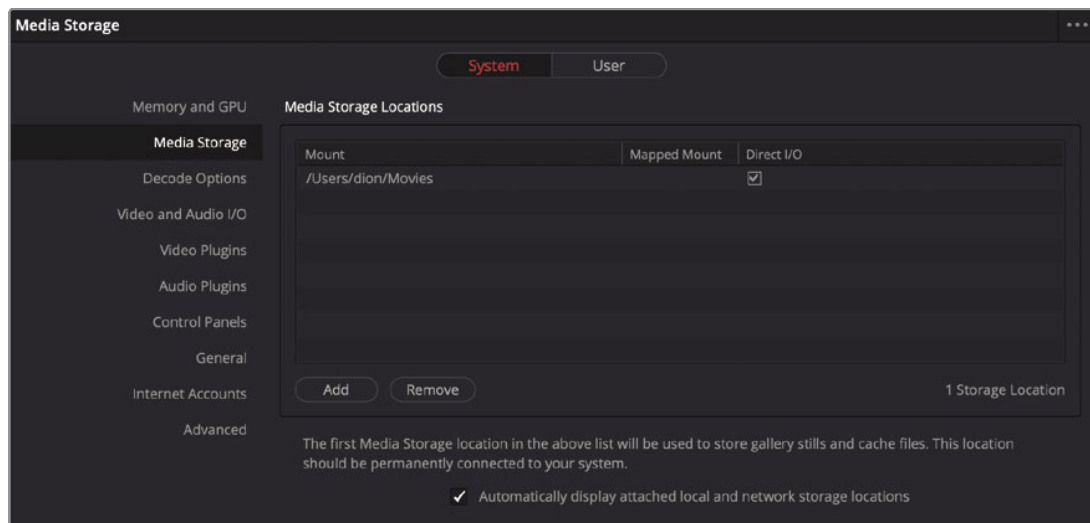 Media Storage
System User
Memory and GPU
Media Storage
Decode Options
Video and Audio I/O
Video Plugins
Audio Plugins
Control Panels
General
Internet Accounts
Advanced
Media Storage Locations
Mount Mapped Mount Direct I/O
/Users/dion/Movies
Add Remove 1 Storage Location
The first Media Storage location in the above list will be used to store gallery stills and cache files. This location
should be permanently connected to your system.
Automatically display attached local and network storage locations